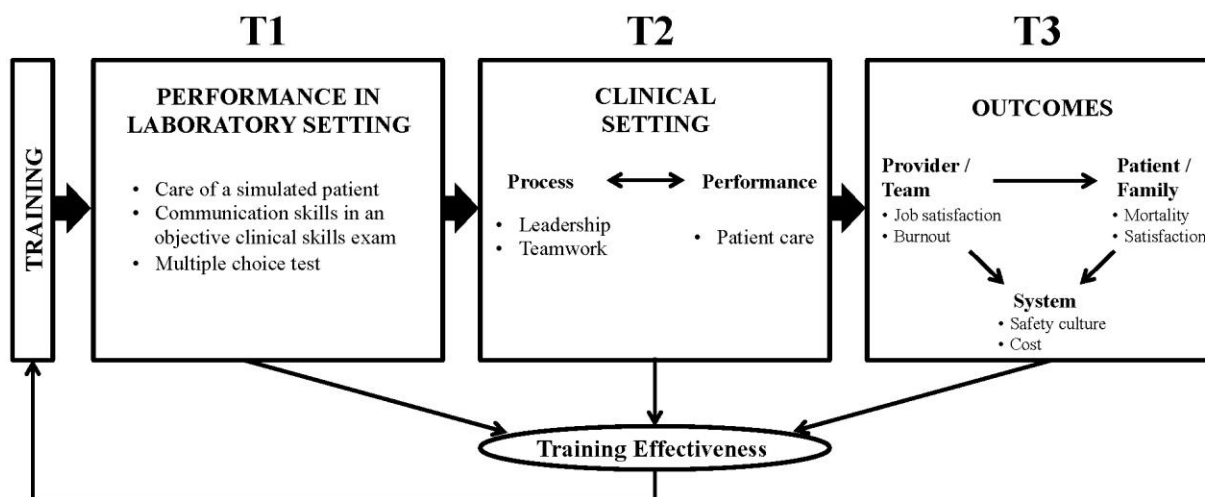 T1
T2
T3
TRAINING
PERFORMANCE IN
LABORATORY SETTING
• Care of a simulated patient
• Communication skills in an
objective clinical skills exam
• Multiple choice test
CLINICAL
SETTING
Process
• Leadership
• Teamwork
Performance
• Patient care
OUTCOMES
Provider /
Team
• Job satisfaction
• Burnout
Patient /
Family
• Mortality
• Satisfaction
System
• Safety culture
• Cost
Training Effectiveness